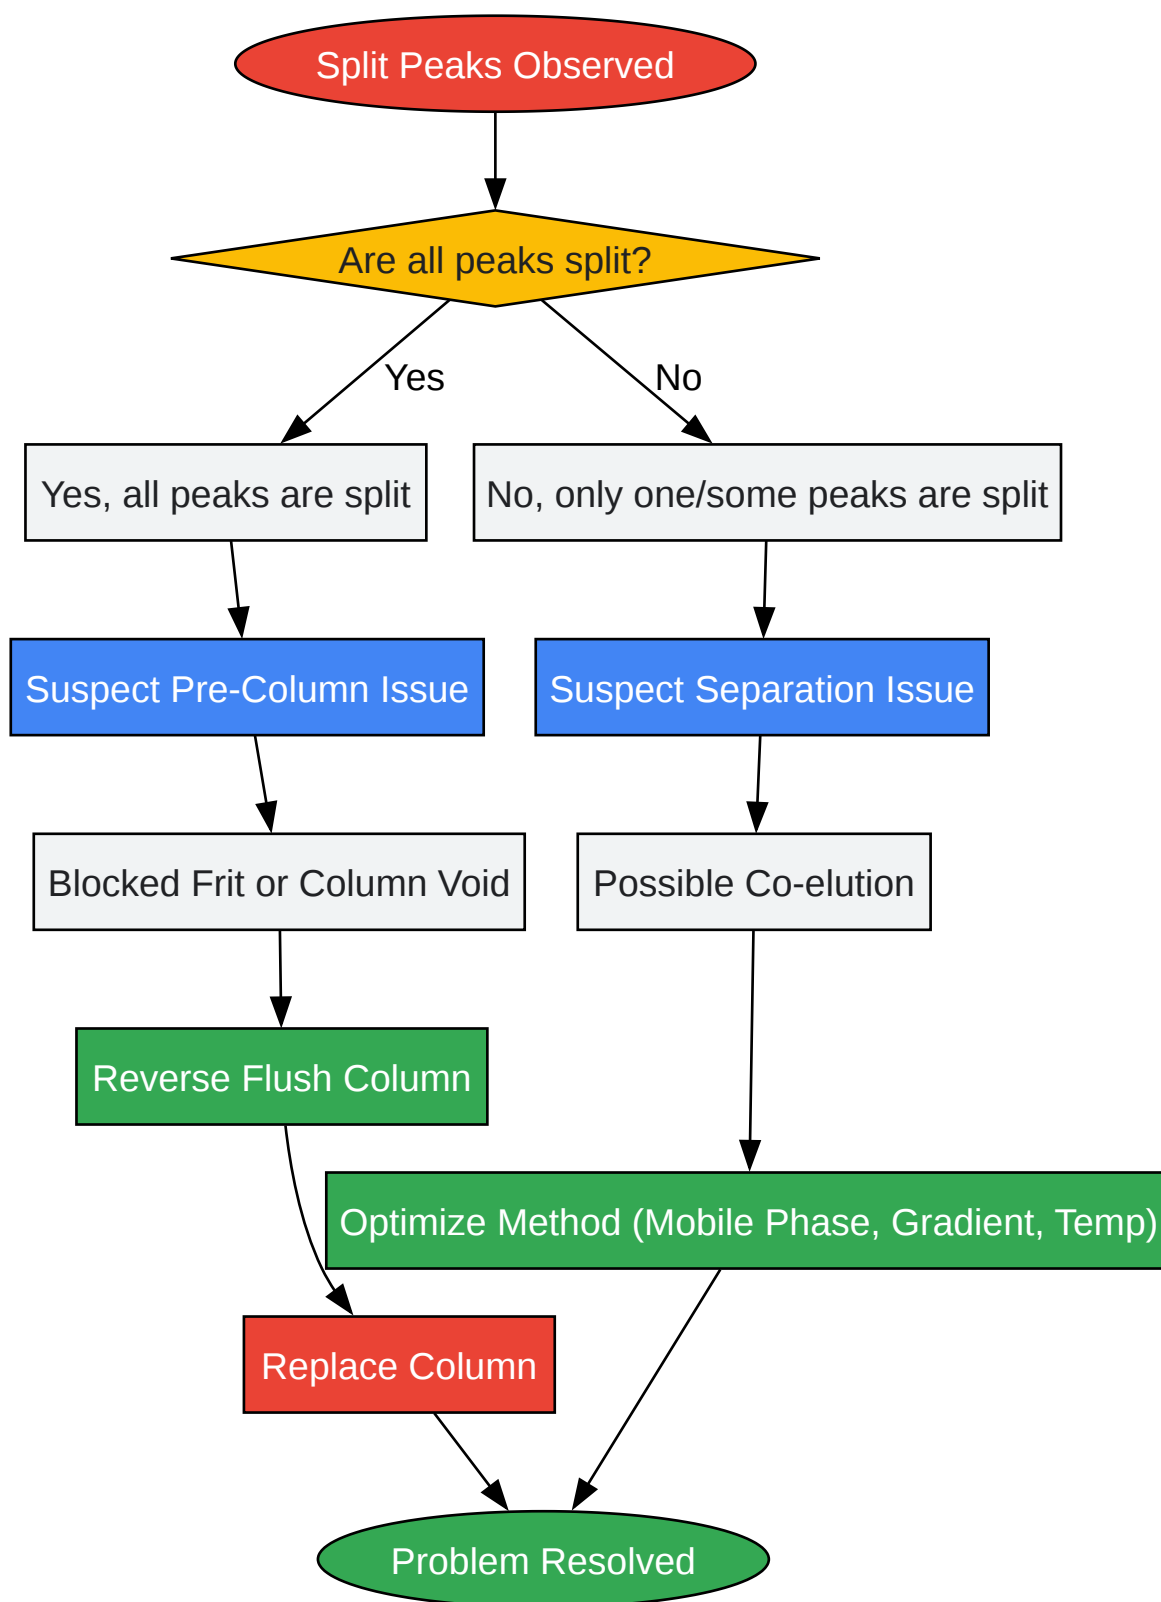 Split Peaks Observed
Are all peaks split?
Yes
No
Yes, all peaks are split
No, only one/some peaks are split
Suspect Pre-Column Issue
Suspect Separation Issue
Blocked Frit or Column Void
Possible Co-elution
Reverse Flush Column
Optimize Method (Mobile Phase, Gradient, Temp)
Replace Column
Problem Resolved